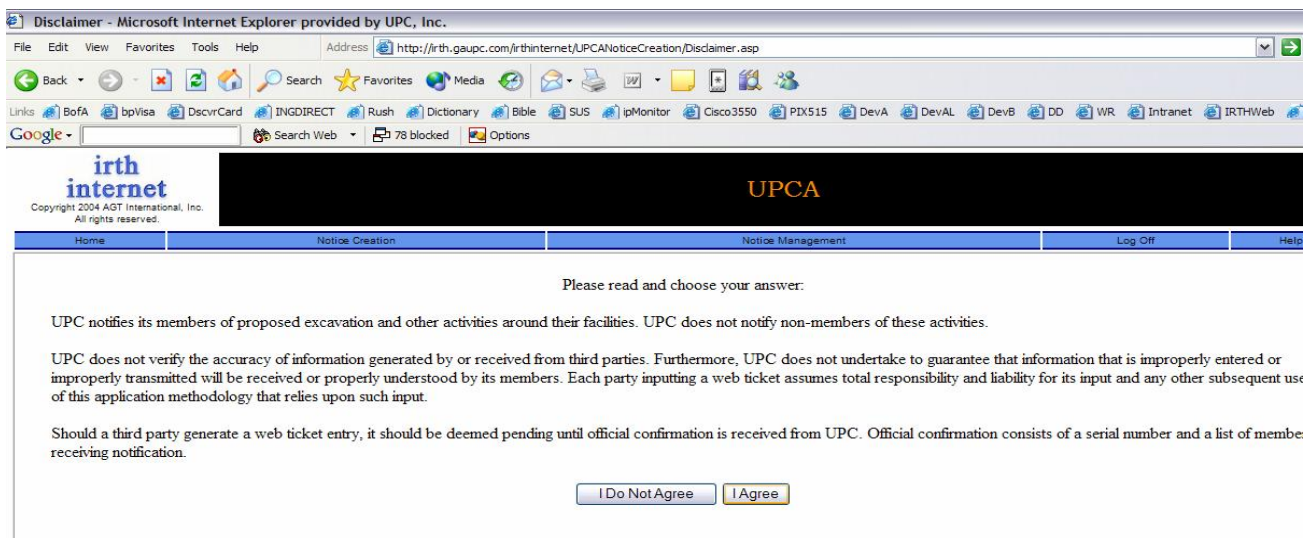 Disclaimer - Microsoft Internet Explorer provided by UPC, Inc.
File Edit View Favorites Tools Help Address http://irth.gaupc.com/irthinternet/UPCANoticeCreation/Disclaimer.asp
Back Search Favorites Media
Links BofA bpVisa DscvrCard INGDIRECT Rush Dictionary Bible SUS ipMonitor Cisco3550 PIX515 DevA DevAL DevB DD WR Intranet IRTHWeb
Google Search Web 78 blocked Options
irth
internet
Copyright 2004 AGT International, Inc.
All rights reserved.
UPCA
Home Notice Creation Notice Management Log Off Help
Please read and choose your answer:
UPC notifies its members of proposed excavation and other activities around their facilities. UPC does not notify non-members of these activities.
UPC does not verify the accuracy of information generated by or received from third parties. Furthermore, UPC does not undertake to guarantee that information that is improperly entered or
improperly transmitted will be received or properly understood by its members. Each party inputting a web ticket assumes total responsibility and liability for its input and any other subsequent use
of this application methodology that relies upon such input.
Should a third party generate a web ticket entry, it should be deemed pending until official confirmation is received from UPC. Official confirmation consists of a serial number and a list of membe
receiving notification.
I Do Not Agree I Agree